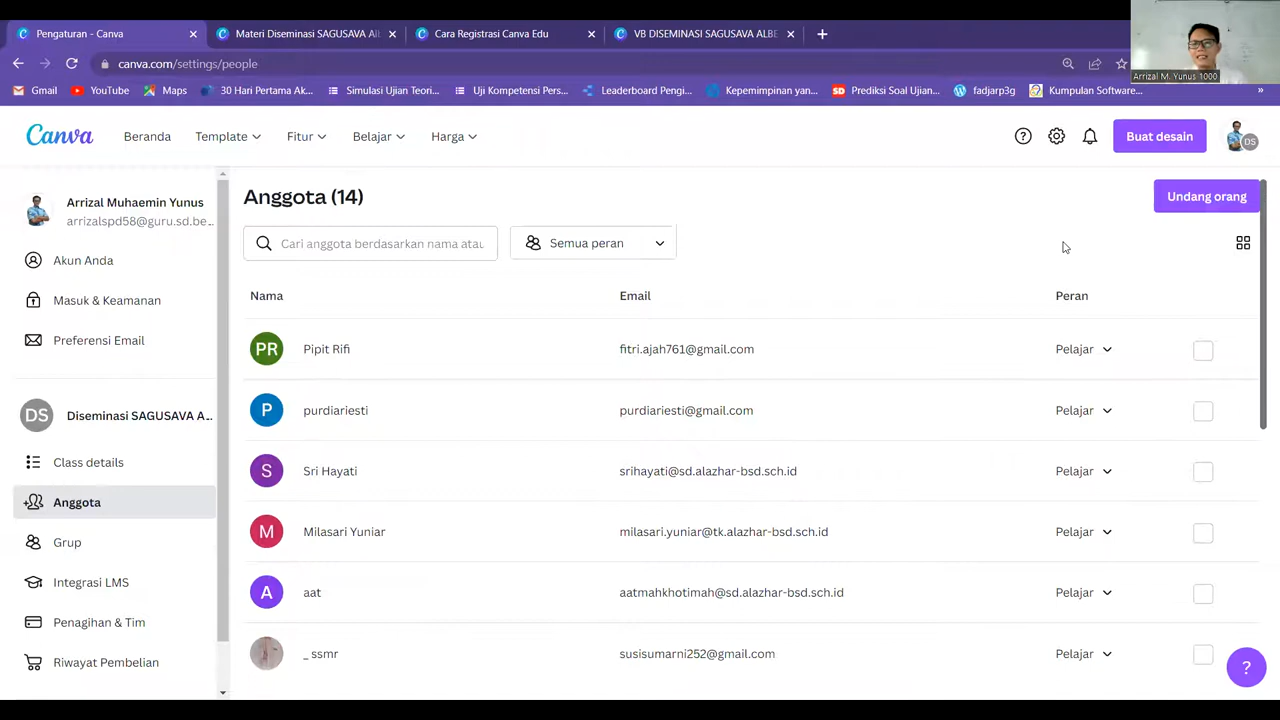 Pengaturan - Canva
Materi Diseminasi SAGUSAVA Alb
Cara Registrasi Canva Edu
VB DISEMINASI SAGUSAVA ALBE
canva.com/settings/people
Gmail
YouTube
Maps
30 Hari Pertama Ak...
Simulasi Ujian Teori...
Uji Kompetensi Pers...
Leaderboard Pengi...
Kepemimpinan yan...
SD Prediksi Soal Ujian...
fadjarp3g
Kumpulan Software...
Arrizal M. Yunus 1000
Canva
Beranda
Template
Fitur
Belajar
Harga
Buat desain
DS
Arrizal Muhaemin Yunus
arrizalspd58@guru.sd.be...
Akun Anda
Masuk & Keamanan
Preferensi Email
DS
Diseminasi SAGUSAVA A...
Class details
Anggota
Grup
Integrasi LMS
Penagihan & Tim
Riwayat Pembelian
Anggota (14)
Undang orang
Cari anggota berdasarkan nama atau
Semua peran
Nama Email Peran
PR Pipit Rifi fitri.ajah761@gmail.com Pelajar
P purdiariesti purdiariesti@gmail.com Pelajar
S Sri Hayati srihayati@sd.alazhar-bsd.sch.id Pelajar
M Milasari Yuniar milasari.yuniar@tk.alazhar-bsd.sch.id Pelajar
A aat aatmahkhotimah@sd.alazhar-bsd.sch.id Pelajar
_ ssmr susisumarni252@gmail.com Pelajar
?